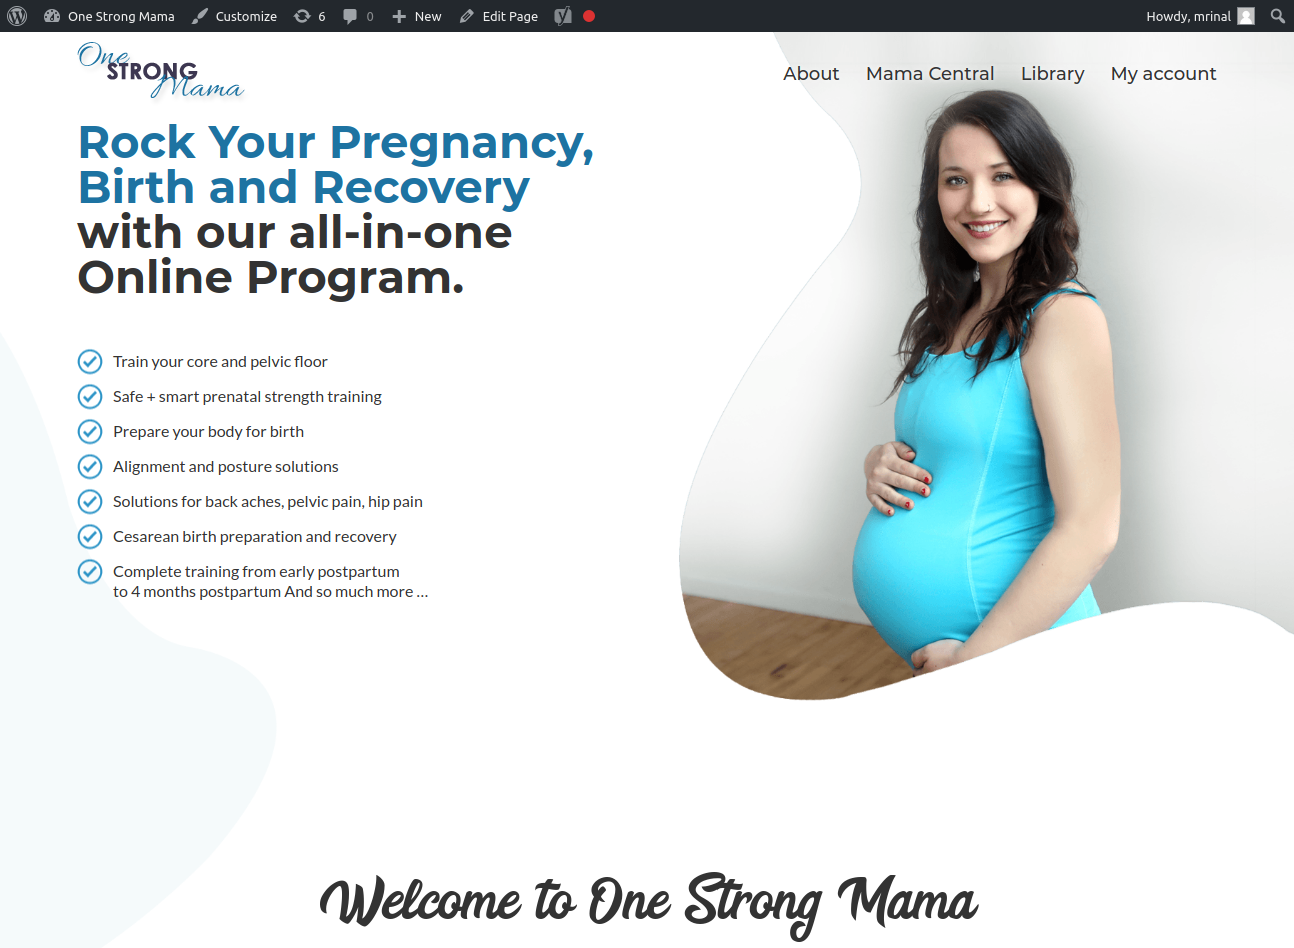 One Strong Mama Customize 6 0 New Edit Page Howdy, mrinal
One
STRONG
Mama
About Mama Central Library My account
Rock Your Pregnancy,
Birth and Recovery
with our all-in-one
Online Program.
Train your core and pelvic floor
Safe + smart prenatal strength training
Prepare your body for birth
Alignment and posture solutions
Solutions for back aches, pelvic pain, hip pain
Cesarean birth preparation and recovery
Complete training from early postpartum
to 4 months postpartum And so much more ...
Welcome to One Strong Mama